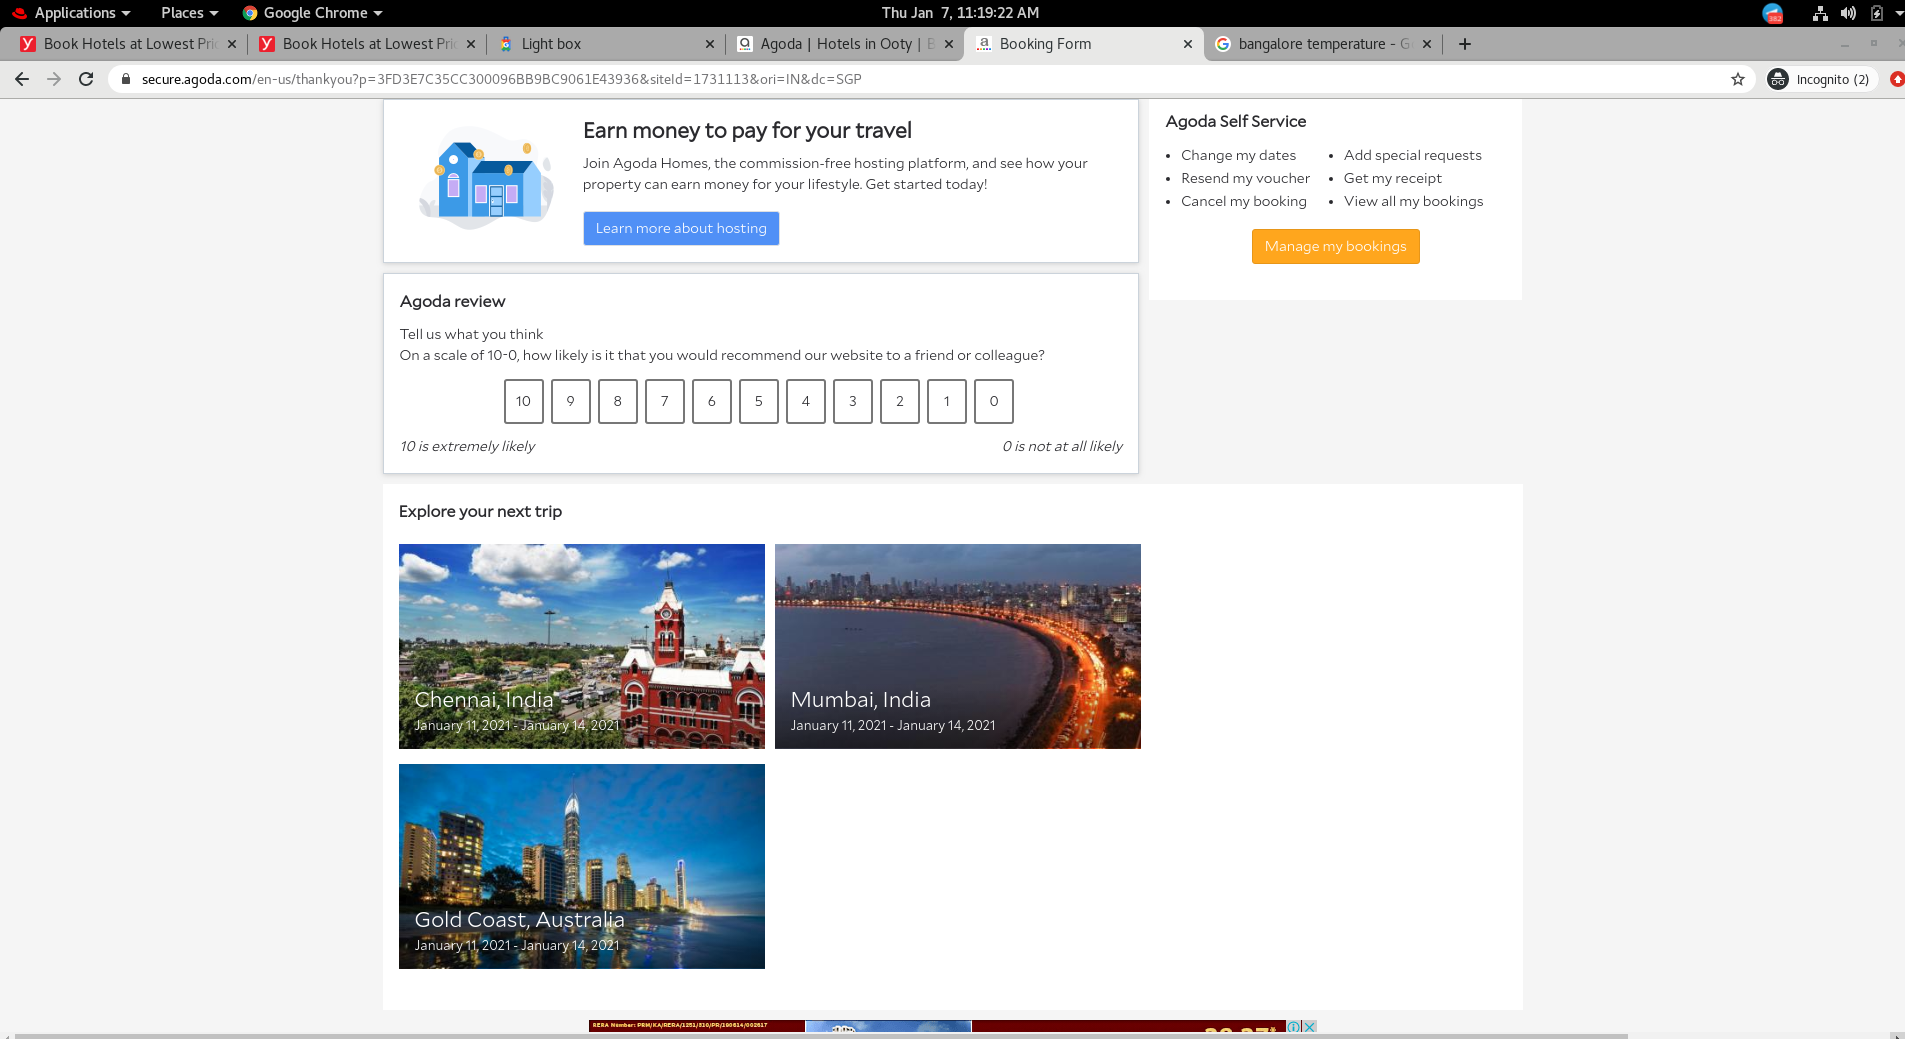 Applications Places Google Chrome Thu Jan 7, 11:19:22 AM
Book Hotels at Lowest Pri Book Hotels at Lowest Pri Light box Agoda | Hotels in Ooty | B Booking Form bangalore temperature - G
secure.agoda.com/en-us/thankyou?p=3FD3E7C35CC300096BB9BC9061E43936&siteId=1731113&ori=IN&dc=SGP Incognito (2)
Earn money to pay for your travel
Join Agoda Homes, the commission-free hosting platform, and see how your
property can earn money for your lifestyle. Get started today!
Learn more about hosting
Agoda Self Service
Change my dates
Resend my voucher
Cancel my booking
Add special requests
Get my receipt
View all my bookings
Manage my bookings
Agoda review
Tell us what you think
On a scale of 10-0, how likely is it that you would recommend our website to a friend or colleague?
10 9 8 7 6 5 4 3 2 1 0
10 is extremely likely 0 is not at all likely
Explore your next trip
Chennai, India
January 11, 2021 - January 14, 2021
Mumbai, India
January 11, 2021 - January 14, 2021
Gold Coast, Australia
January 11, 2021 - January 14, 2021
RERA Number: PRM/KA/RERA/1251/310/PR/190614/002617